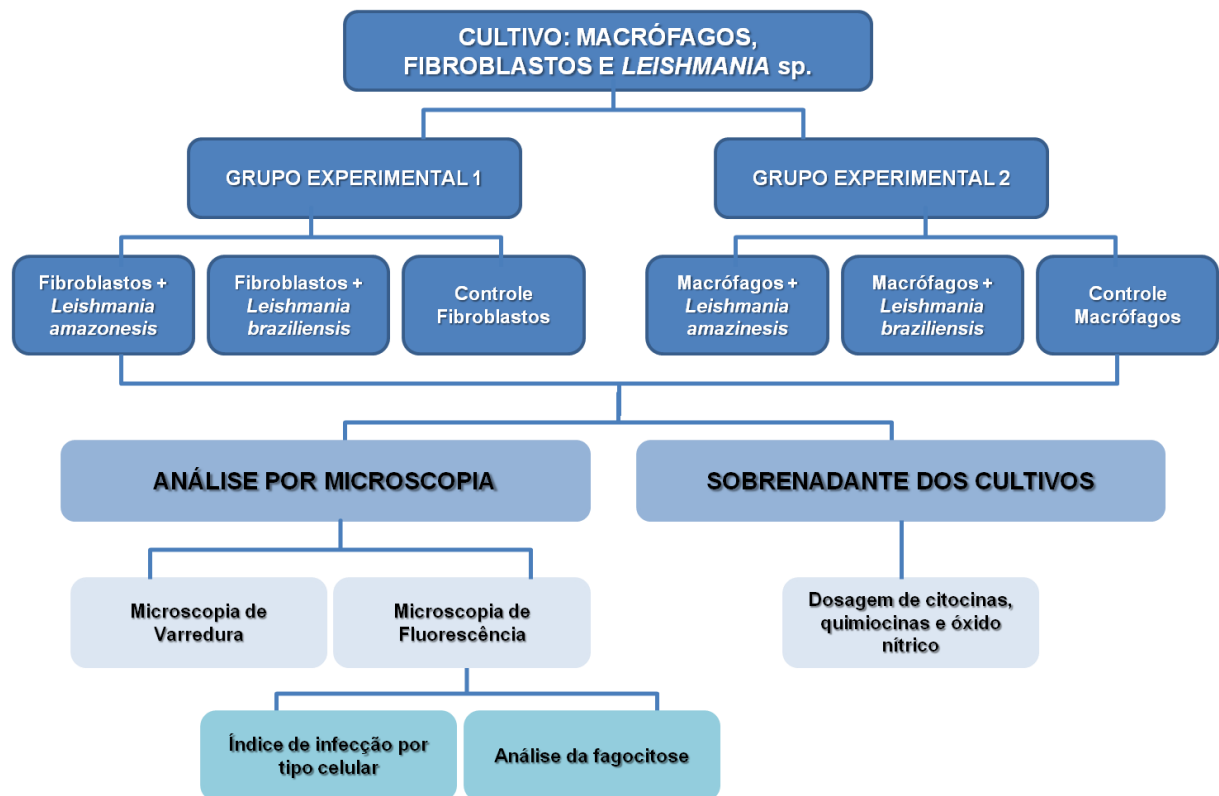 CULTIVO: MACRÓFAGOS,
FIBROBLASTOS E LEISHMANIA sp.
GRUPO EXPERIMENTAL 1
GRUPO EXPERIMENTAL 2
Fibroblastos +
Leishmania
amazonesis
Fibroblastos +
Leishmania
braziliensis
Controle
Fibroblastos
Macrófagos +
Leishmania
amazinesis
Macrófagos +
Leishmania
braziliensis
Controle
Macrófagos
ANÁLISE POR MICROSCOPIA
SOBRENADANTE DOS CULTIVOS
Microscopia de
Varredura
Microscopia de
Fluorescência
Dosagem de citocinas,
quimiocinas e óxido
nítrico
Índice de infecção por
tipo celular
Análise da fagocitose